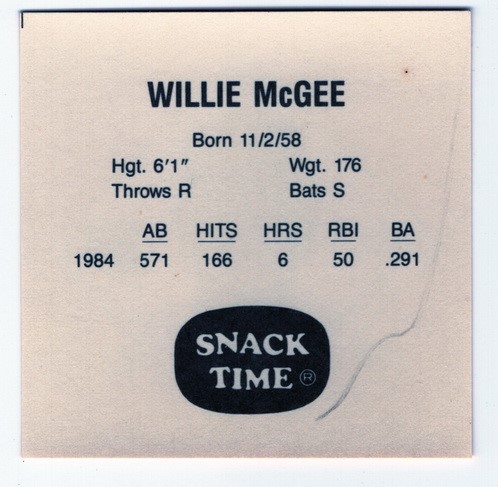 WILLIE McGEE
Born 11/2/58
Hgt. 6'1" Wgt. 176
Throws R Bats S
AB HITS HRS RBI BA
1984 571 166 6 50 .291
SNACK
TIME ®